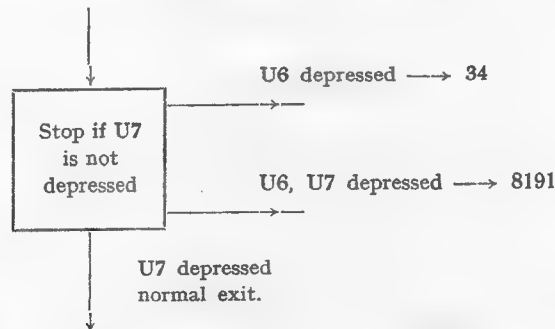 U6 depressed ⟶ 34
Stop if U7
is not
depressed
U6, U7 depressed ⟶ 8191
U7 depressed
normal exit.